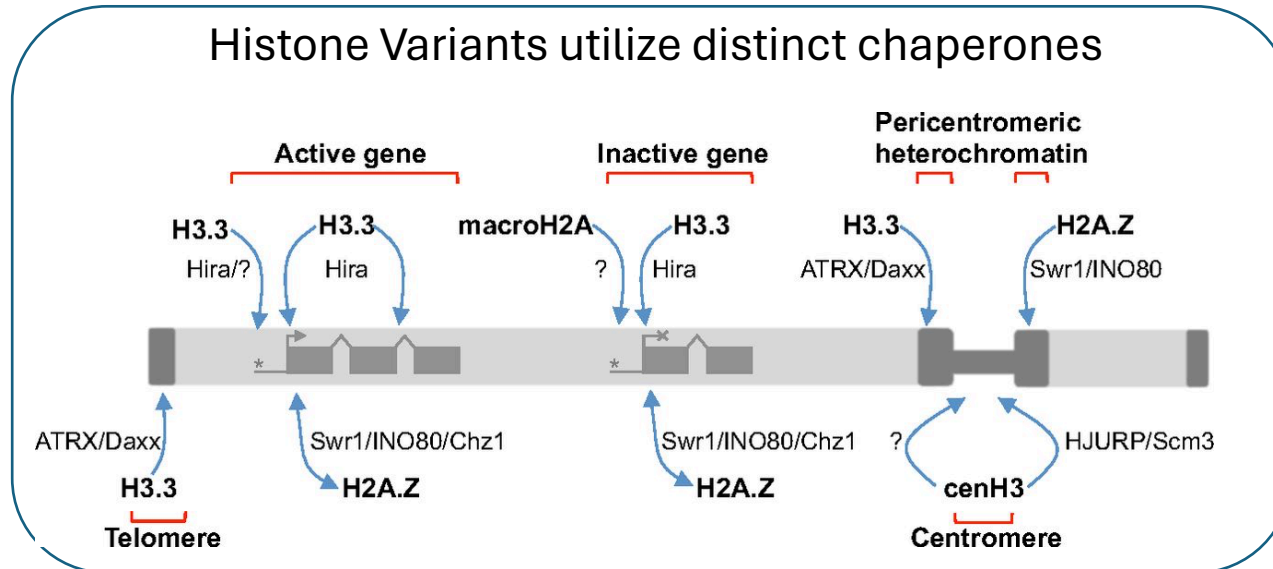 Histone Variants utilize distinct chaperones
Active gene
Inactive gene
Pericentromeric
heterochromatin
H3.3
H3.3
macroH2A
H3.3
H3.3
H2A.Z
Hira/?
Hira
?
Hira
ATRX/Daxx
Swr1/INO80
*
*
ATRX/Daxx
Swr1/INO80/Chz1
Swr1/INO80/Chz1
?
HJURP/Scm3
H3.3
H2A.Z
H2A.Z
cenH3
Telomere
Centromere